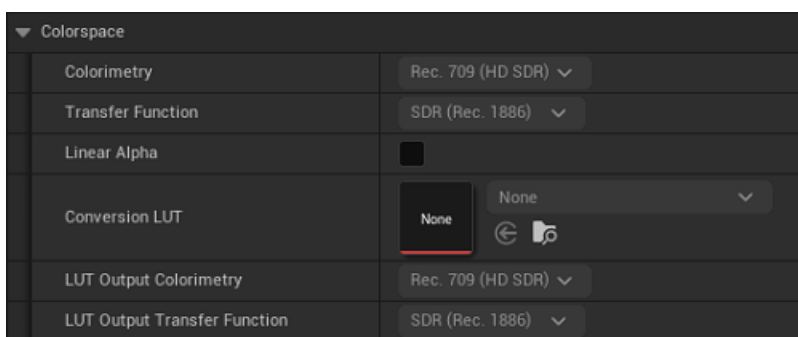 Colorspace
Colorimetry Rec. 709 (HD SDR)
Transfer Function SDR (Rec. 1886)
Linear Alpha
Conversion LUT None None
LUT Output Colorimetry Rec. 709 (HD SDR)
LUT Output Transfer Function SDR (Rec. 1886)